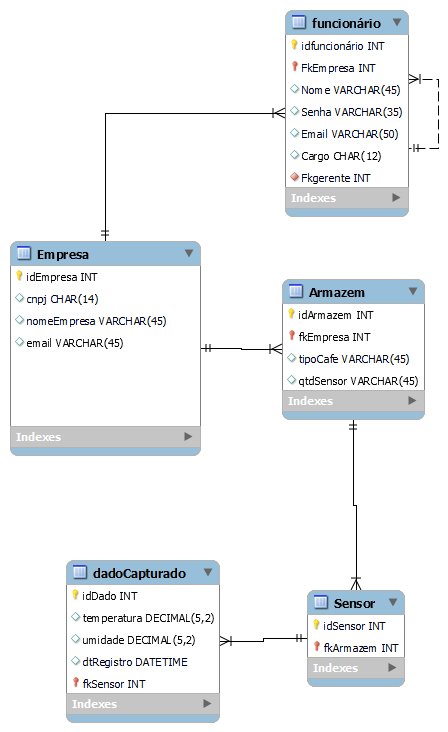 funcionário
idfuncionário INT
FkEmpresa INT
Nome VARCHAR(45)
Senha VARCHAR(35)
Email VARCHAR(50)
Cargo CHAR(12)
Fkgerente INT
Indexes
Empresa
idEmpresa INT
cnpj CHAR(14)
nomeEmpresa VARCHAR(45)
email VARCHAR(45)
Indexes
Armazem
idArmazem INT
fkEmpresa INT
tipoCafe VARCHAR(45)
qtdSensor VARCHAR(45)
Indexes
dadoCapturado
idDado INT
temperatura DECIMAL(5,2)
umidade DECIMAL(5,2)
dtRegistro DATETIME
fkSensor INT
Indexes
Sensor
idSensor INT
fkArmazem INT
Indexes